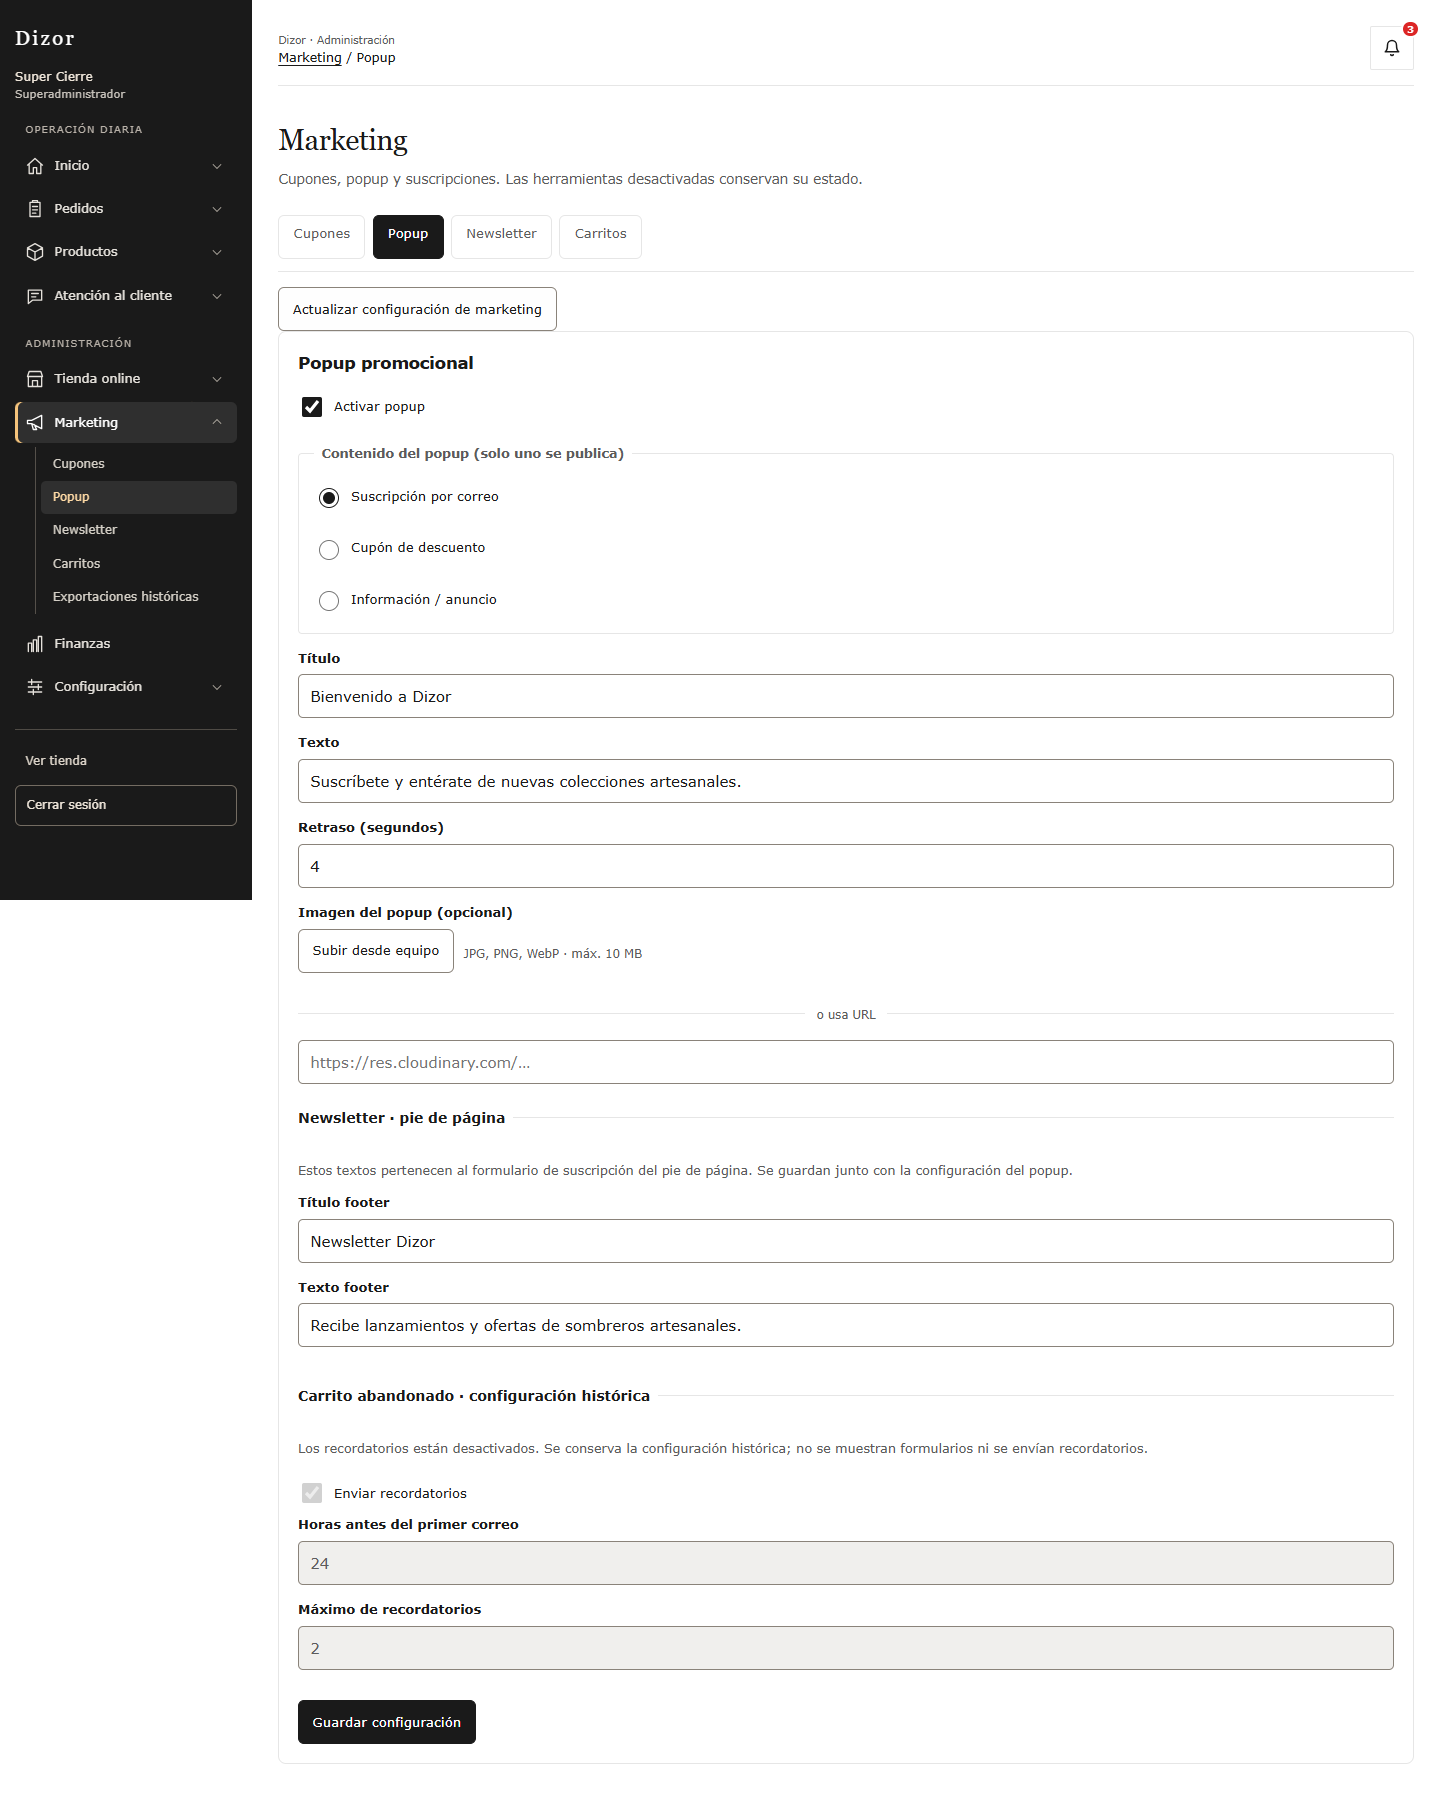 Dizor
Super Cierre
Superadministrador
OPERACIÓN DIARIA
Inicio
Pedidos
Productos
Atención al cliente
ADMINISTRACIÓN
Tienda online
Marketing
Cupones
Popup
Newsletter
Carritos
Exportaciones históricas
Finanzas
Configuración
Ver tienda
Cerrar sesión
Dizor · Administración
Marketing / Popup
3
Marketing
Cupones, popup y suscripciones. Las herramientas desactivadas conservan su estado.
Cupones
Popup
Newsletter
Carritos
Actualizar configuración de marketing
Popup promocional
Activar popup
Contenido del popup (solo uno se publica)
Suscripción por correo
Cupón de descuento
Información / anuncio
Título
Bienvenido a Dizor
Texto
Suscríbete y entérate de nuevas colecciones artesanales.
Retraso (segundos)
4
Imagen del popup (opcional)
Subir desde equipo
JPG, PNG, WebP · máx. 10 MB
o usa URL
https://res.cloudinary.com/...
Newsletter · pie de página
Estos textos pertenecen al formulario de suscripción del pie de página. Se guardan junto con la configuración del popup.
Título footer
Newsletter Dizor
Texto footer
Recibe lanzamientos y ofertas de sombreros artesanales.
Carrito abandonado · configuración histórica
Los recordatorios están desactivados. Se conserva la configuración histórica; no se muestran formularios ni se envían recordatorios.
Enviar recordatorios
Horas antes del primer correo
24
Máximo de recordatorios
2
Guardar configuración